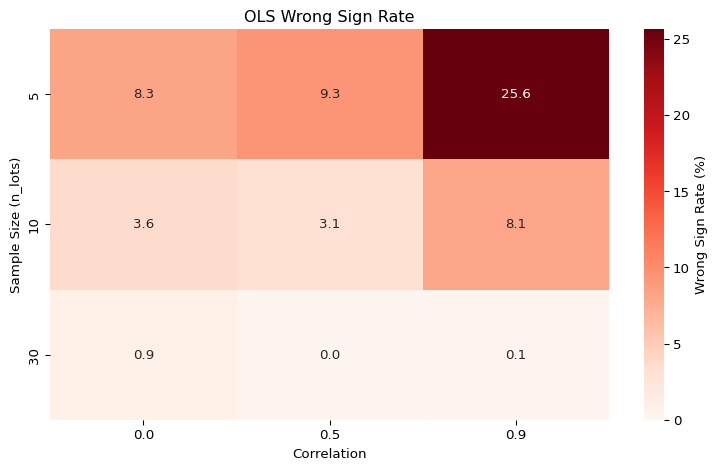 OLS Wrong Sign Rate
Sample Size (n_lots)
5
10
30
8.3 9.3 25.6
3.6 3.1 8.1
0.9 0.0 0.1
0.0 0.5 0.9
Correlation
25
20
15
10
5
0
Wrong Sign Rate (%)